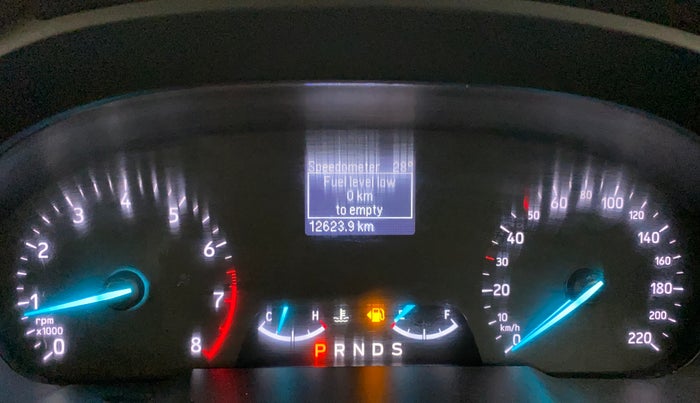 Speedometer 28°
Fuel level low
0 km
to empty
12623.9 km
0 1 2 3 4 5 6 7 8
rpm
x1000
C H
F
P R N D S
0 10 20 30 40 50 60 80 100 120 140 160 180 200 220
km/h